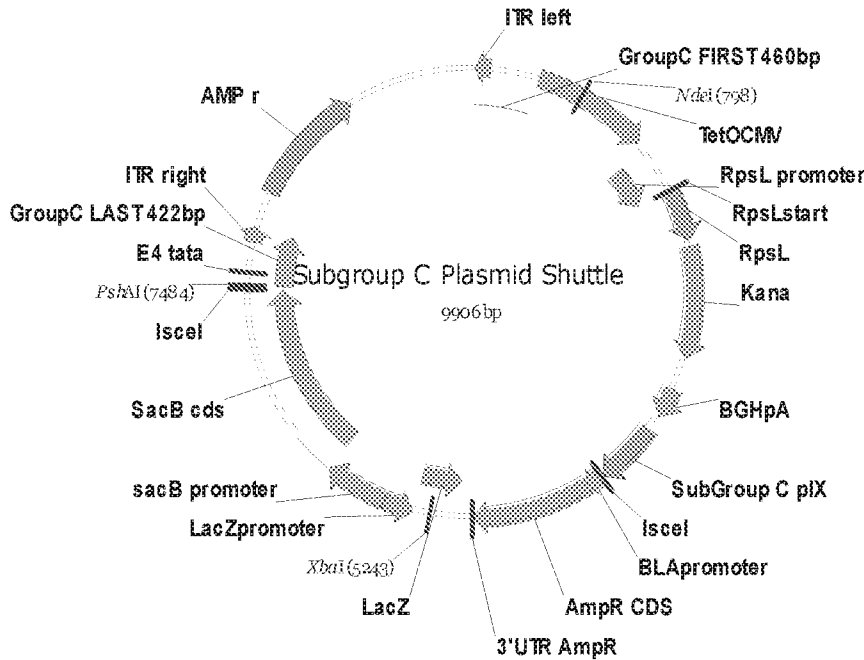 ITR left
GroupC FIRST460bp
NdeI (798)
TetOCMV
RpsL promoter
RpsLstart
RpsL
Kana
BGHpA
SubGroup C pIX
IsceI
BLApromoter
AmpR CDS
3'UTR AmpR
LacZ
XbaI (5243)
LacZpromoter
sacB promoter
SacB cds
IsceI
PshAI (7484)
E4 tata
GroupC LAST422bp
ITR right
AMP r
Subgroup C Plasmid Shuttle
9906 bp